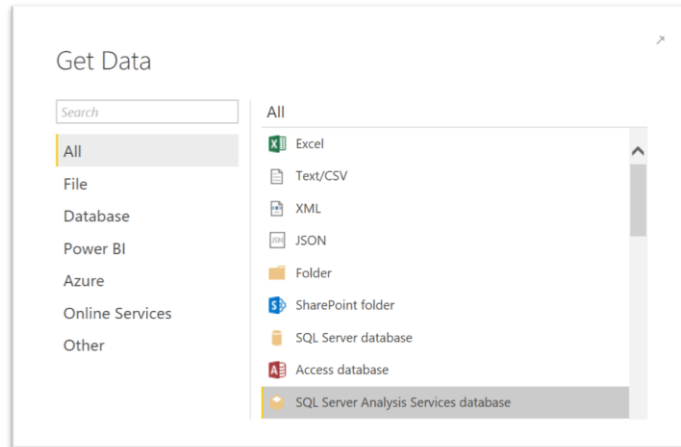 Get Data
Search
All
File
Database
Power BI
Azure
Online Services
Other
All
Excel
Text/CSV
XML
JSON
Folder
SharePoint folder
SQL Server database
Access database
SQL Server Analysis Services database